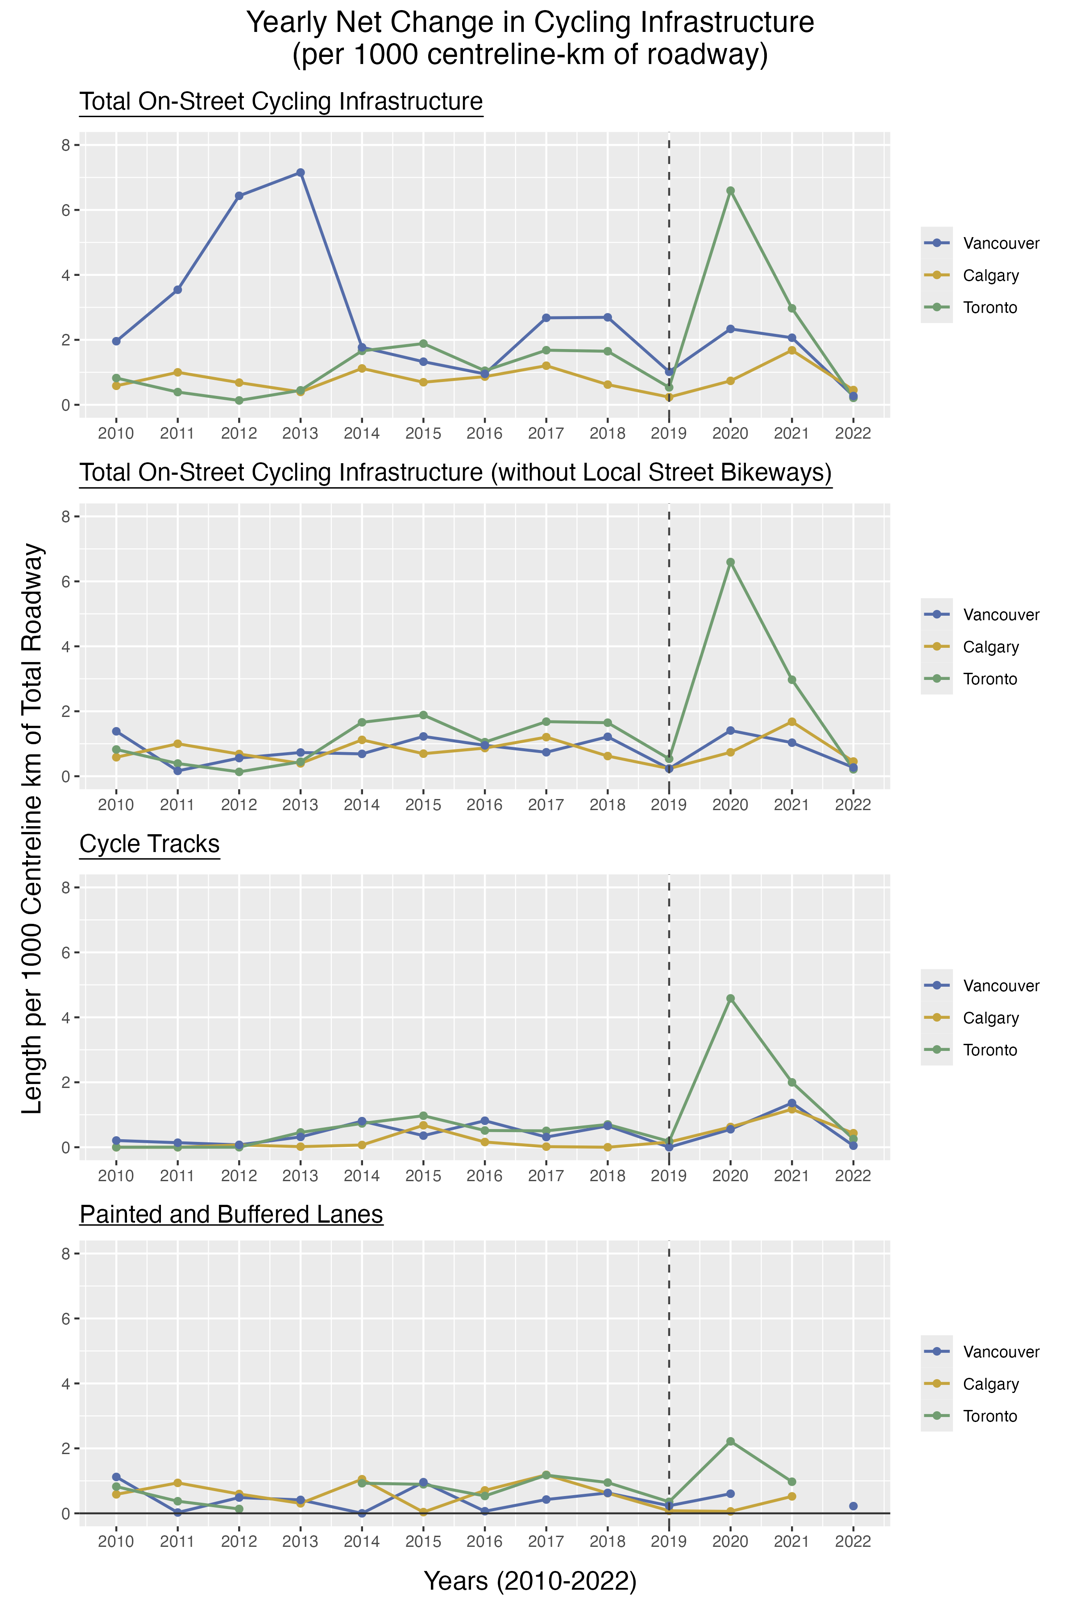 Yearly Net Change in Cycling Infrastructure
(per 1000 centreline-km of roadway)
Length per 1000 Centreline km of Total Roadway
Total On-Street Cycling Infrastructure
8
6
4
2
0
2010 2011 2012 2013 2014 2015 2016 2017 2018 2019 2020 2021 2022
Vancouver
Calgary
Toronto
Total On-Street Cycling Infrastructure (without Local Street Bikeways)
8
6
4
2
0
2010 2011 2012 2013 2014 2015 2016 2017 2018 2019 2020 2021 2022
Vancouver
Calgary
Toronto
Cycle Tracks
8
6
4
2
0
2010 2011 2012 2013 2014 2015 2016 2017 2018 2019 2020 2021 2022
Vancouver
Calgary
Toronto
Painted and Buffered Lanes
8
6
4
2
0
2010 2011 2012 2013 2014 2015 2016 2017 2018 2019 2020 2021 2022
Vancouver
Calgary
Toronto
Years (2010-2022)